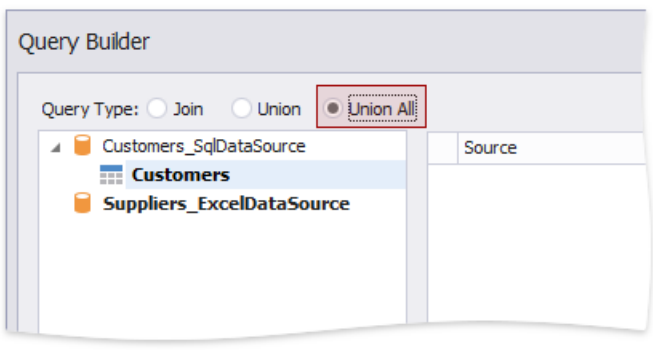 Query Builder
Query Type: Join Union Union All
Customers_SqlDataSource
Source
Customers
Suppliers_ExcelDataSource